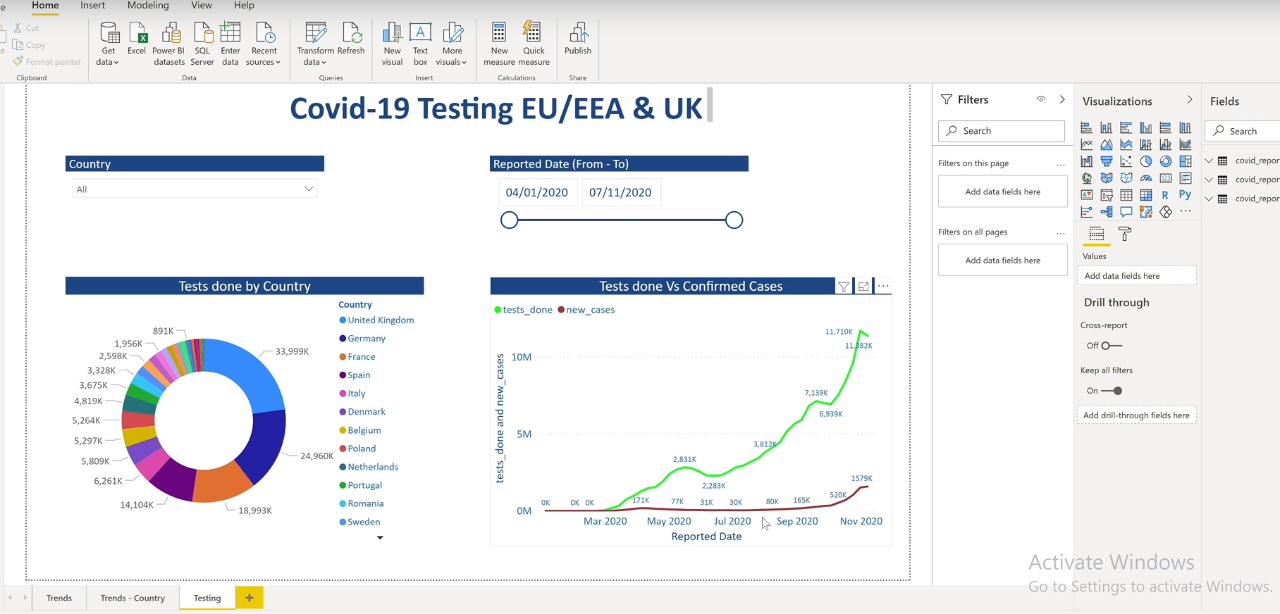 Home Insert Modeling View Help
Cut
Copy
Format painter
Clipboard
Get data
Excel
Power BI datasets
SQL Server
Enter data
Recent sources
Data
Transform data
Refresh
Queries
New visual
Text box
More visuals
Insert
New measure
Quick measure
Calculations
Publish
Share
Covid-19 Testing EU/EEA & UK
Country
All
Reported Date (From - To)
04/01/2020 07/11/2020
Tests done by Country
891K
1,956K
2,598K
3,328K
3,675K
4,819K
5,264K
5,297K
5,809K
6,261K
14,104K
18,993K
24,960K
33,999K
Country
United Kingdom
Germany
France
Spain
Italy
Denmark
Belgium
Poland
Netherlands
Portugal
Romania
Sweden
Tests done Vs Confirmed Cases
tests_done new_cases
tests_done and new_cases
10M
5M
0M
11,710K
11,382K
7,139K
6,939K
3,812K
2,831K
2,283K
1579K
520K
0K 0K 0K 171K 77K 31K 30K 80K 165K
Mar 2020 May 2020 Jul 2020 Sep 2020 Nov 2020
Reported Date
Filters
Search
Filters on this page
Add data fields here
Filters on all pages
Add data fields here
Visualizations
R Py
Values
Add data fields here
Drill through
Cross-report
Off
Keep all filters
On
Add drill-through fields here
Fields
Search
covid_repor
covid_repor
covid_repor
Activate Windows
Go to Settings to activate Windows.
Trends Trends - Country Testing +